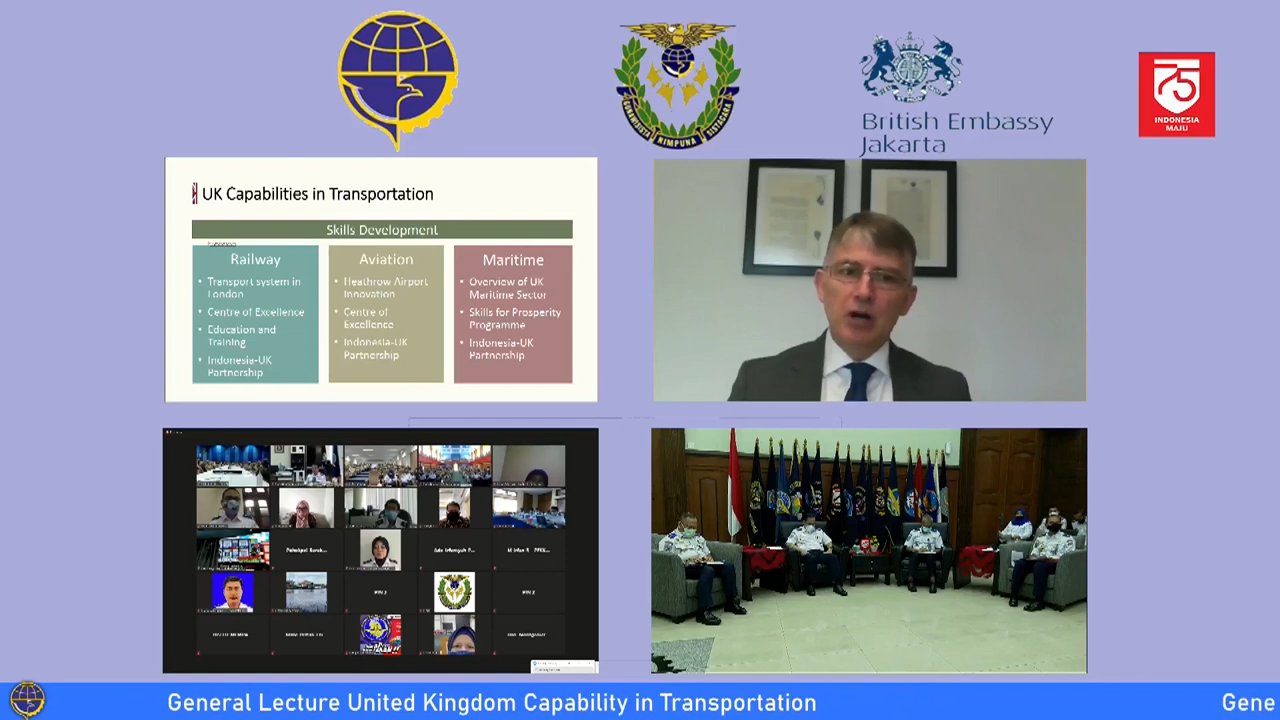 British Embassy
Jakarta
75
INDONESIA
MAJU
UK Capabilities in Transportation
Skills Development
Railway
• Transport system in
London
• Centre of Excellence
• Education and
Training
• Indonesia-UK
Partnership
Aviation
• Heathrow Airport
Innovation
• Centre of
Excellence
• Indonesia-UK
Partnership
Maritime
• Overview of UK
Maritime Sector
• Skills for Prosperity
Programme
• Indonesia-UK
Partnership
General Lecture United Kingdom Capability in Transportation
Gene